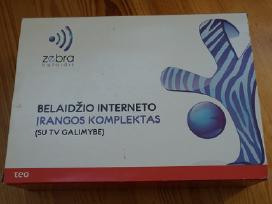 zebra
BELAIDŽIO INTERNETO
ĮRANGOS KOMPLEKTAS
(SU TV GALIMYBE)
teo